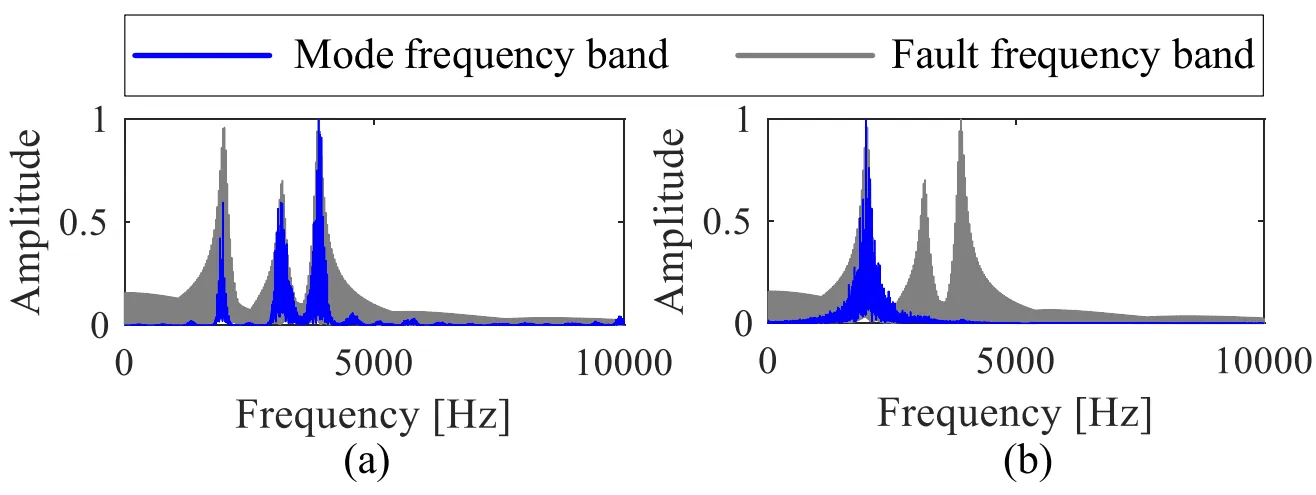 Mode frequency band Fault frequency band
Amplitude
1
0.5
0
0 5000 10000
Frequency [Hz]
(a)
Amplitude
1
0.5
0
0 5000 10000
Frequency [Hz]
(b)